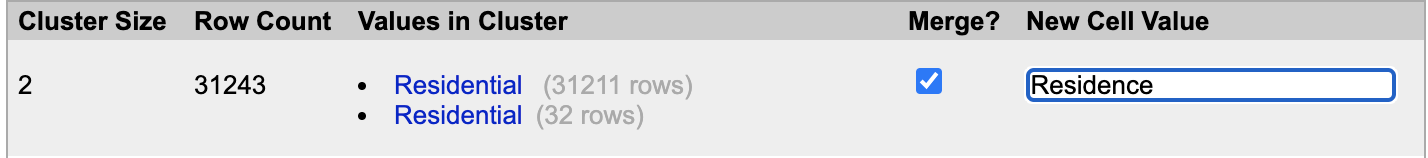 Cluster Size Row Count Values in Cluster Merge? New Cell Value
2 31243 • Residential (31211 rows) Residence
• Residential (32 rows)